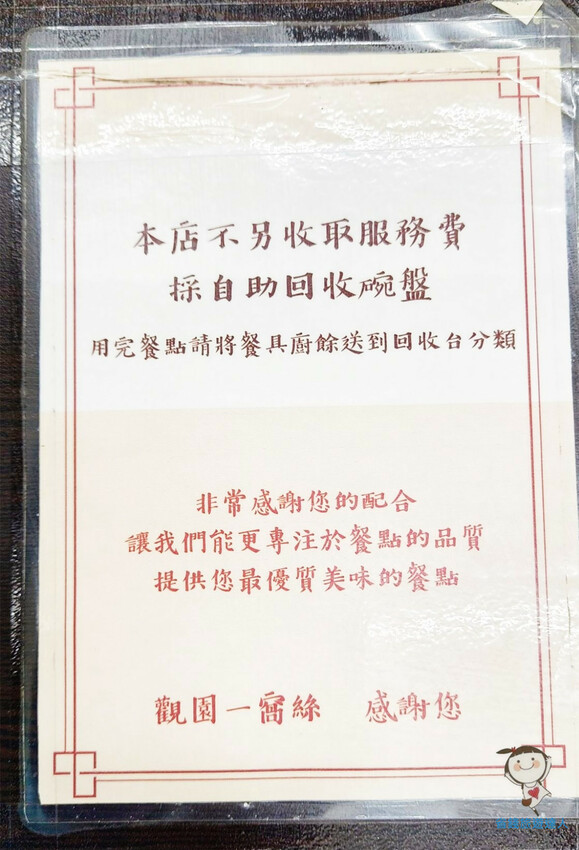 本店不另收取服務費
採自助回收碗盤
用完餐點請將餐具廚餘送到回收台分類
非常感謝您的配合
讓我們能更專注於餐點的品質
提供您最優質美味的餐點
觀園一窩絲 感謝您